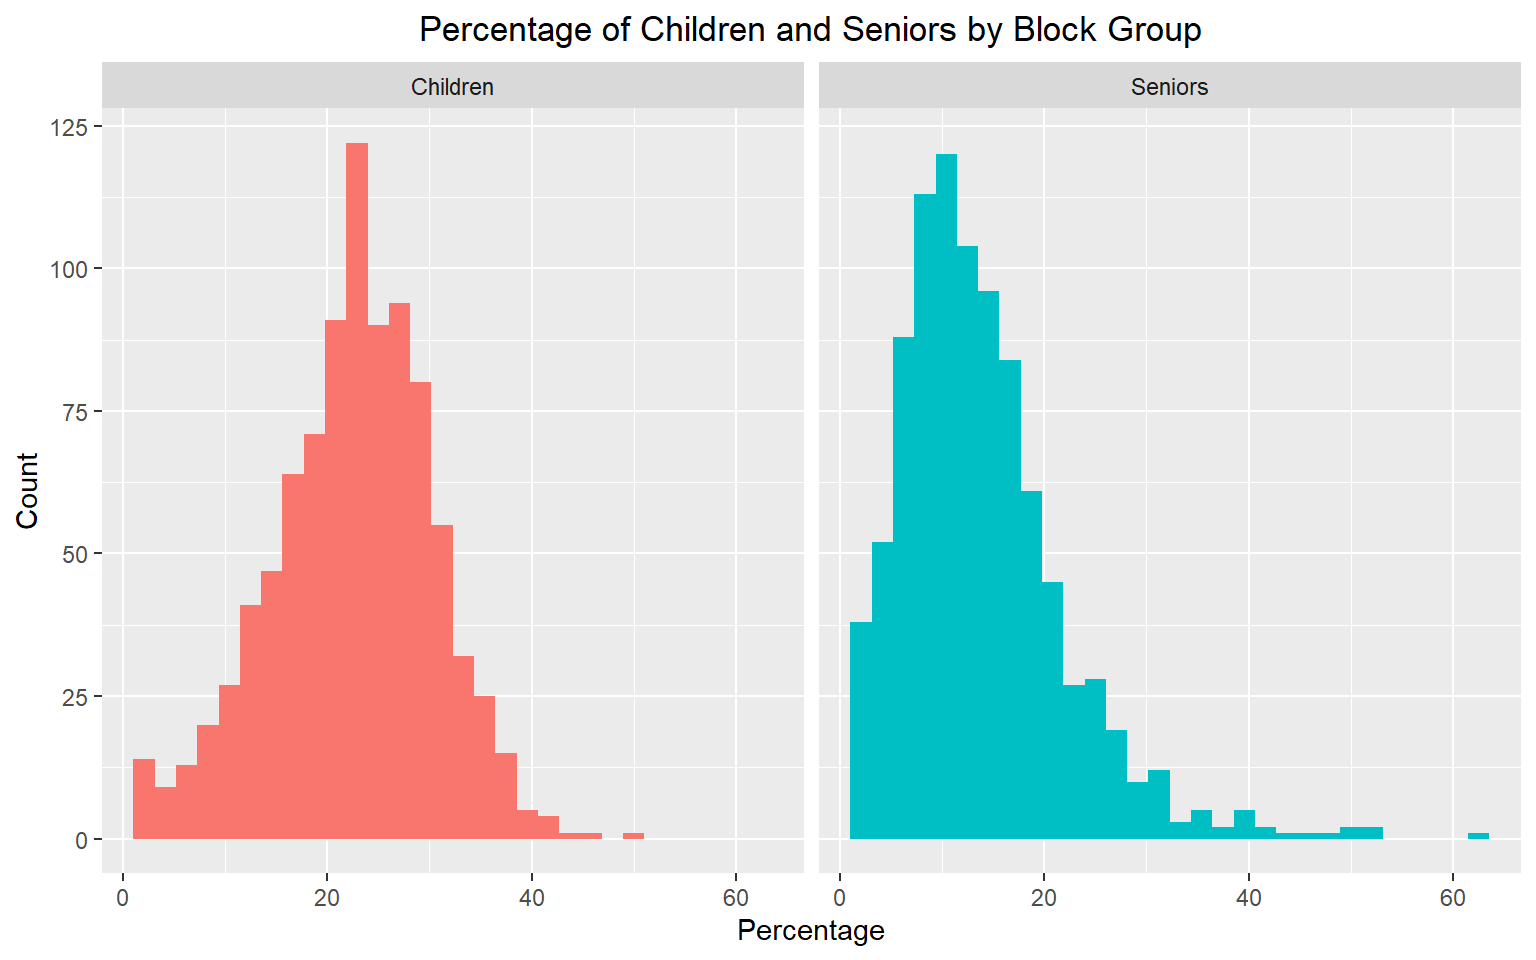 Percentage of Children and Seniors by Block Group
Children
Seniors
125
100
75
50
25
0
Count
0 20 40 60
0 20 40 60
Percentage